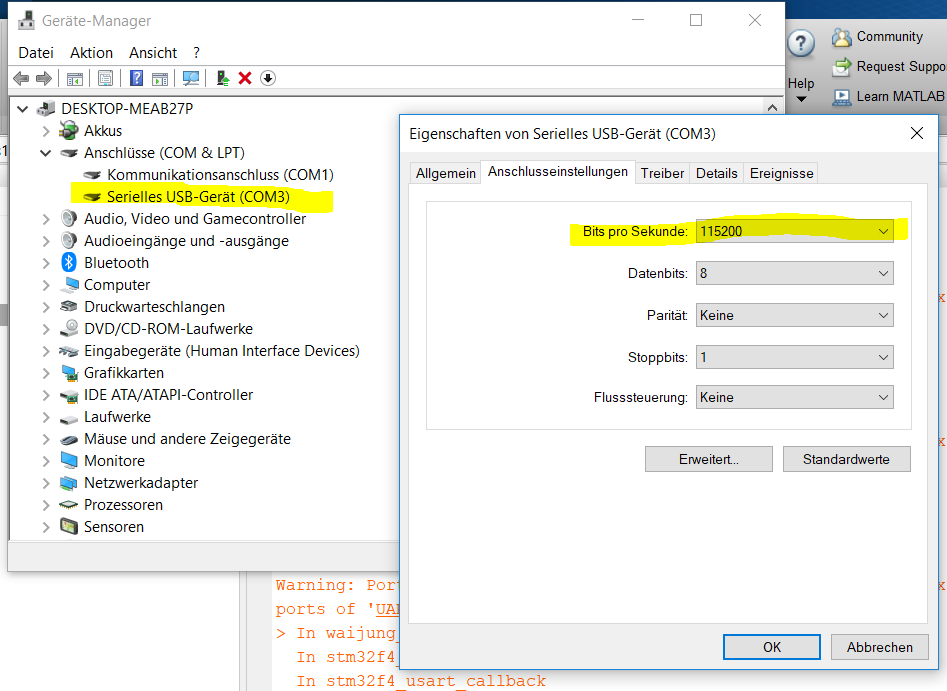 Geräte-Manager
Datei Aktion Ansicht ?
DESKTOP-MEAB27P
Akkus
Anschlüsse (COM & LPT)
Kommunikationsanschluss (COM1)
Serielles USB-Gerät (COM3)
Audio, Video und Gamecontroller
Audioeingänge und -ausgänge
Bluetooth
Computer
Druckwarteschlangen
DVD/CD-ROM-Laufwerke
Eingabegeräte (Human Interface Devices)
Grafikkarten
IDE ATA/ATAPI-Controller
Laufwerke
Mäuse und andere Zeigegeräte
Monitore
Netzwerkadapter
Prozessoren
Sensoren
Help
Community
Request Suppo
Learn MATLAB
Eigenschaften von Serielles USB-Gerät (COM3)
Allgemein Anschlusseinstellungen Treiber Details Ereignisse
Bits pro Sekunde: 115200
Datenbits: 8
Parität: Keine
Stoppbits: 1
Flusssteuerung: Keine
Erweitert... Standardwerte
OK Abbrechen
Warning: Port
ports of 'UA
> In waijung_
In stm32f4_
In stm32f4_usart_callback